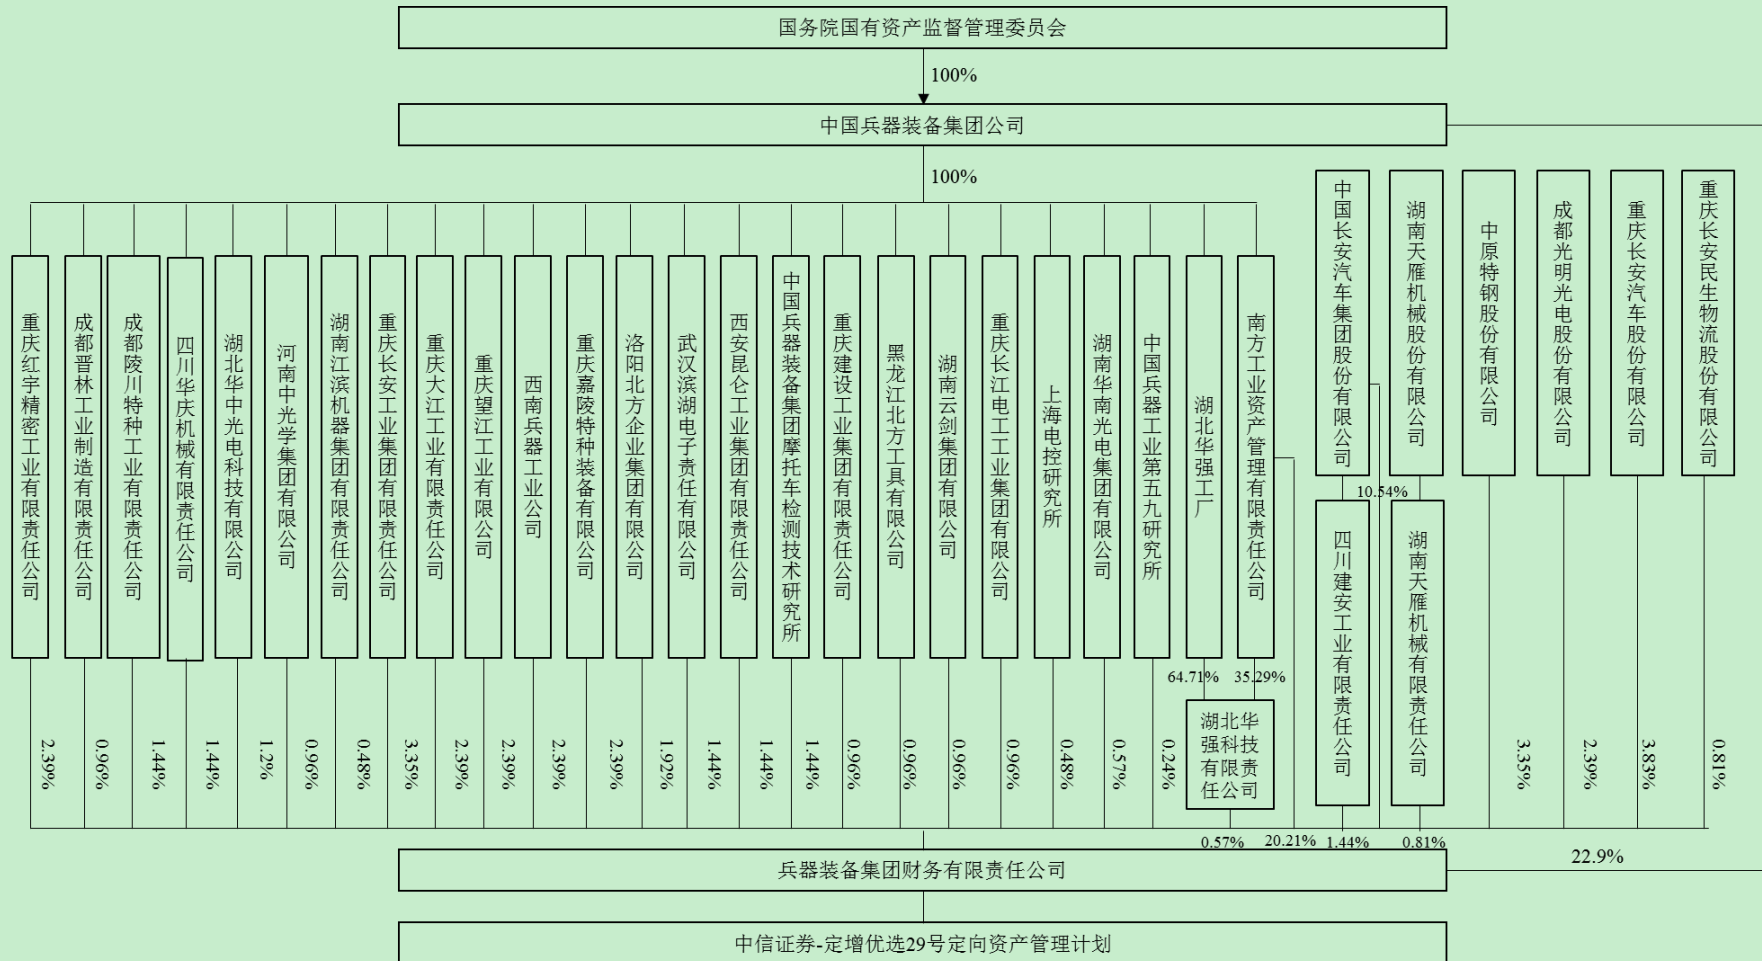 国务院国有资产监督管理委员会
100%
中国兵器装备集团公司
100%
重庆红宇精密工业有限责任公司
成都晋林工业制造有限责任公司
成都陵川特种工业有限责任公司
四川华庆机械有限责任公司
湖北华中光电科技有限公司
河南中光学集团有限公司
湖南江滨机器集团有限责任公司
重庆长安工业集团有限责任公司
重庆大江工业有限责任公司
重庆望江工业有限公司
西南兵器工业公司
重庆嘉陵特种装备有限公司
洛阳北方企业集团有限公司
武汉滨湖电子有限责任公司
西安昆仑工业集团有限责任公司
中国兵器装备集团摩托车检测技术研究所
重庆建设工业集团有限责任公司
黑龙江北方工具有限公司
湖南云剑集团有限公司
重庆长江电工工业集团有限公司
上海电控研究所
湖南华南光电集团有限公司
中国兵器工业第五九研究所
湖北华强工厂
南方工业资产管理有限责任公司
中国长安汽车集团股份有限公司
湖南天雁机械股份有限公司
中原特钢股份有限公司
成都光明光电股份有限公司
重庆长安汽车股份有限公司
重庆长安民生物流股份有限公司
10.54%
四川建安工业有限责任公司
湖南天雁机械有限责任公司
64.71%
35.29%
湖北华
强科技
有限责
任公司
2.39%
0.96%
1.44%
1.44%
1.2%
0.96%
0.48%
3.35%
2.39%
2.39%
2.39%
2.39%
1.92%
1.44%
1.44%
1.44%
0.96%
0.96%
0.96%
0.96%
0.48%
0.57%
0.24%
3.35%
2.39%
3.83%
0.81%
0.57%
20.21%
1.44%
0.81%
22.9%
兵器装备集团财务有限责任公司
中信证券-定增优选29号定向资产管理计划